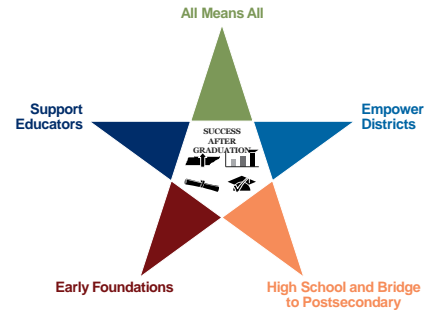 All Means All
Support
Educators
Empower
Districts
SUCCESS
AFTER
GRADUATION
Early Foundations
High School and Bridge
to Postsecondary